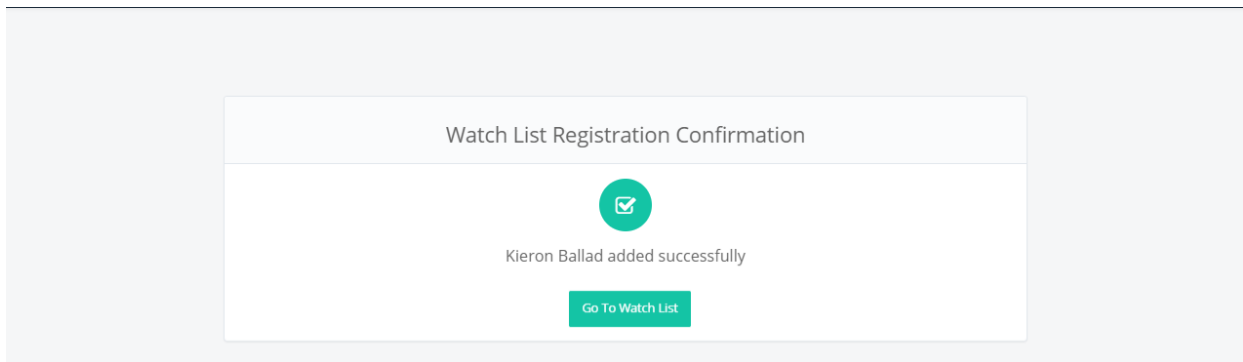 Watch List Registration Confirmation
Kieron Ballad added successfully
Go To Watch List